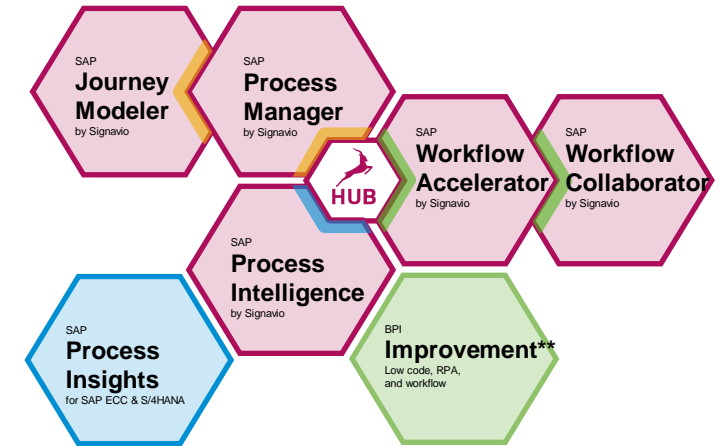 SAP
Journey
Modeler
by Signavio
SAP
Process
Manager
by Signavio
HUB
SAP
Workflow
Accelerator
by Signavio
SAP
Workflow
Collaborator
by Signavio
SAP
Process
Intelligence
by Signavio
SAP
Process
Insights
for SAP ECC & S/4HANA
BPI
Improvement**
Low code, RPA,
and workflow